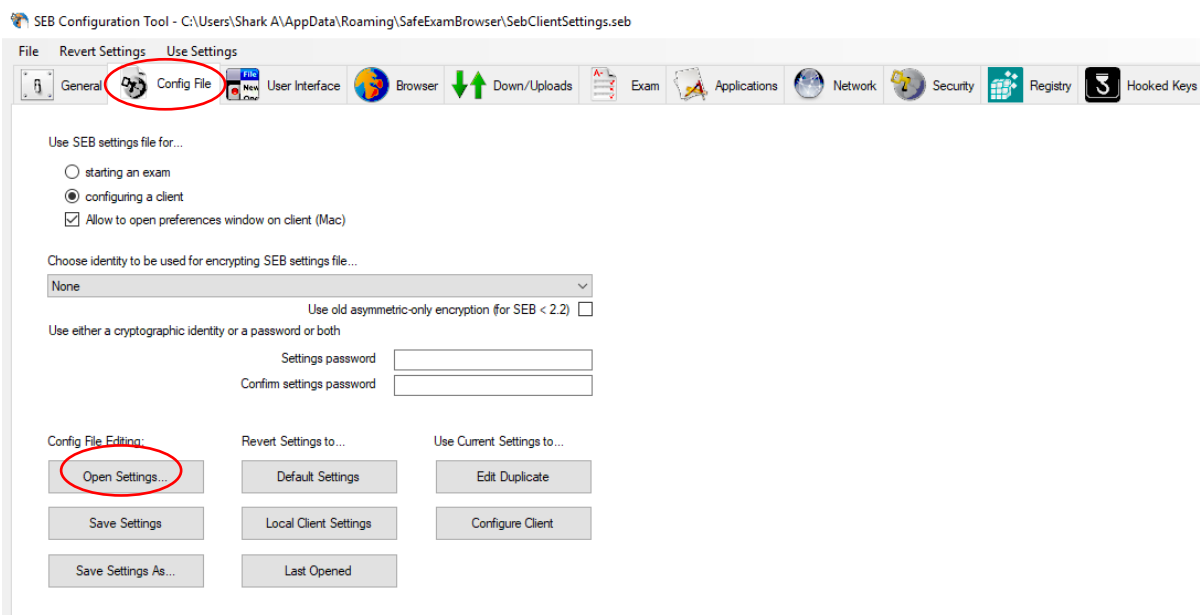 SEB Configuration Tool - C:\Users\Shark A\AppData\Roaming\SafeExamBrowser\SebClientSettings.seb
File Revert Settings Use Settings
General Config File User Interface Browser Down/Uploads Exam Applications Network Security Registry Hooked Keys
Use SEB settings file for...
starting an exam
configuring a client
Allow to open preferences window on client (Mac)
Choose identity to be used for encrypting SEB settings file...
None
Use old asymmetric-only encryption (for SEB < 2.2)
Use either a cryptographic identity or a password or both
Settings password
Confirm settings password
Config File Editing: Revert Settings to... Use Current Settings to...
Open Settings... Default Settings Edit Duplicate
Save Settings Local Client Settings Configure Client
Save Settings As... Last Opened